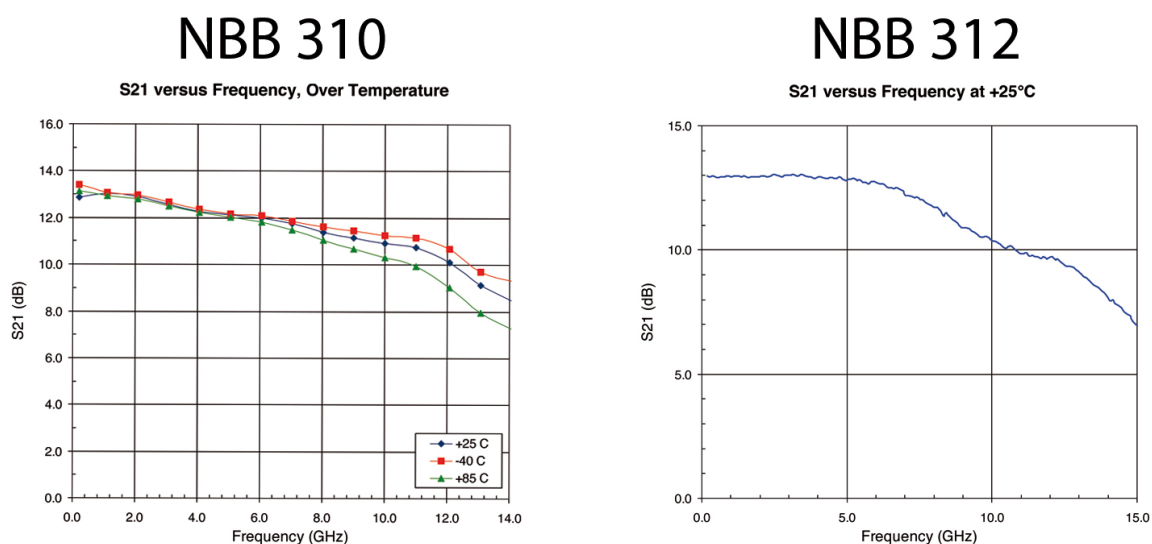 NBB 310
S21 versus Frequency, Over Temperature
16.0
14.0
12.0
10.0
8.0
6.0
4.0
2.0
0.0
S21 (dB)
+25 C
-40 C
+85 C
0.0 2.0 4.0 6.0 8.0 10.0 12.0 14.0
Frequency (GHz)
NBB 312
S21 versus Frequency at +25°C
15.0
10.0
5.0
0.0
S21 (dB)
0.0 5.0 10.0 15.0
Frequency (GHz)